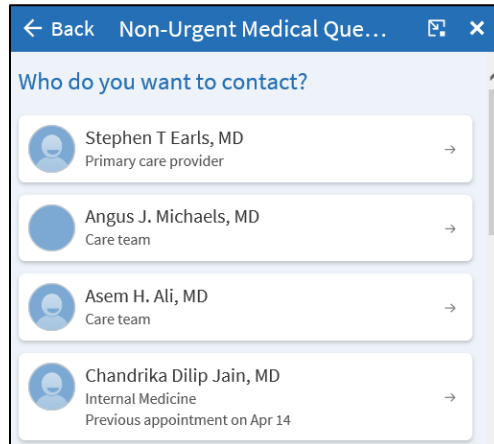 Back Non-Urgent Medical Que...
Who do you want to contact?
Stephen T Earls, MD
Primary care provider
Angus J. Michaels, MD
Care team
Asem H. Ali, MD
Care team
Chandrika Dilip Jain, MD
Internal Medicine
Previous appointment on Apr 14